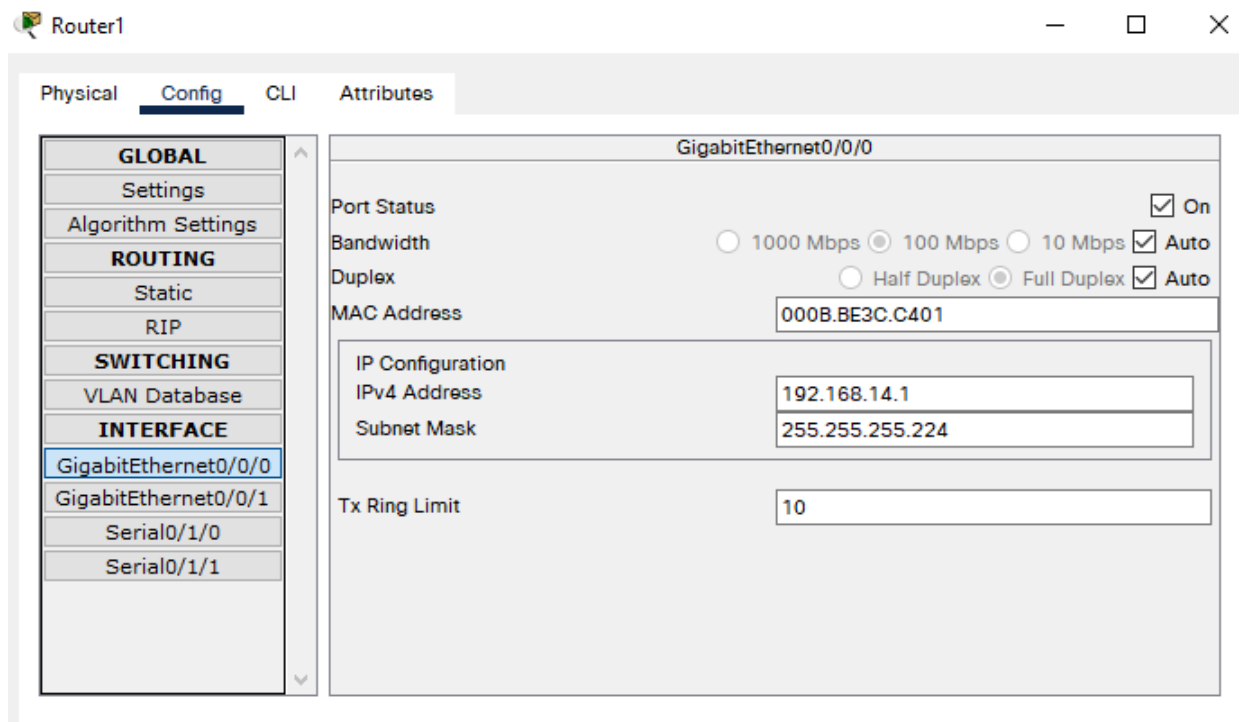 Router1
Physical Config CLI Attributes
GLOBAL
Settings
Algorithm Settings
ROUTING
Static
RIP
SWITCHING
VLAN Database
INTERFACE
GigabitEthernet0/0/0
GigabitEthernet0/0/1
Serial0/1/0
Serial0/1/1
GigabitEthernet0/0/0
Port Status On
Bandwidth 1000 Mbps 100 Mbps 10 Mbps Auto
Duplex Half Duplex Full Duplex Auto
MAC Address 000B.BE3C.C401
IP Configuration
IPv4 Address 192.168.14.1
Subnet Mask 255.255.255.224
Tx Ring Limit 10